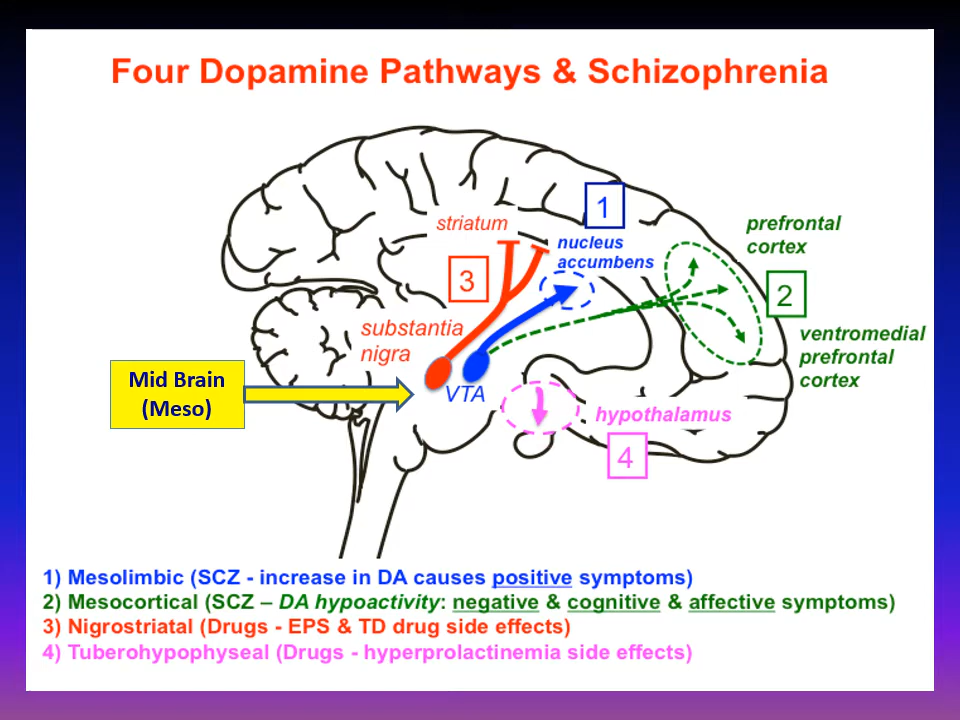 Four Dopamine Pathways & Schizophrenia
1
striatum
nucleus
accumbens
prefrontal
cortex
3
2
substantia
nigra
ventromedial
prefrontal
cortex
Mid Brain
(Meso)
VTA
hypothalamus
4
1) Mesolimbic (SCZ - increase in DA causes positive symptoms)
2) Mesocortical (SCZ – DA hypoactivity: negative & cognitive & affective symptoms)
3) Nigrostriatal (Drugs - EPS & TD drug side effects)
4) Tuberohypophyseal (Drugs - hyperprolactinemia side effects)